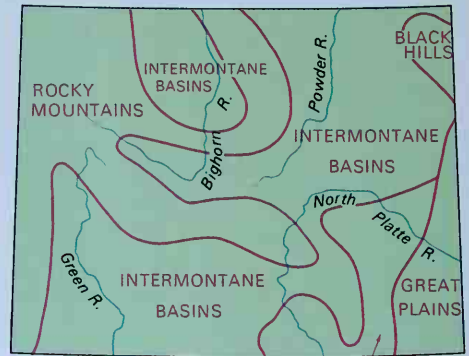 BLACK
HILLS
INTERMONTANE
BASINS
Powder R.
ROCKY
MOUNTAINS
Bighorn R.
INTERMONTANE
BASINS
North Platte R.
Green R.
INTERMONTANE
BASINS
GREAT
PLAINS